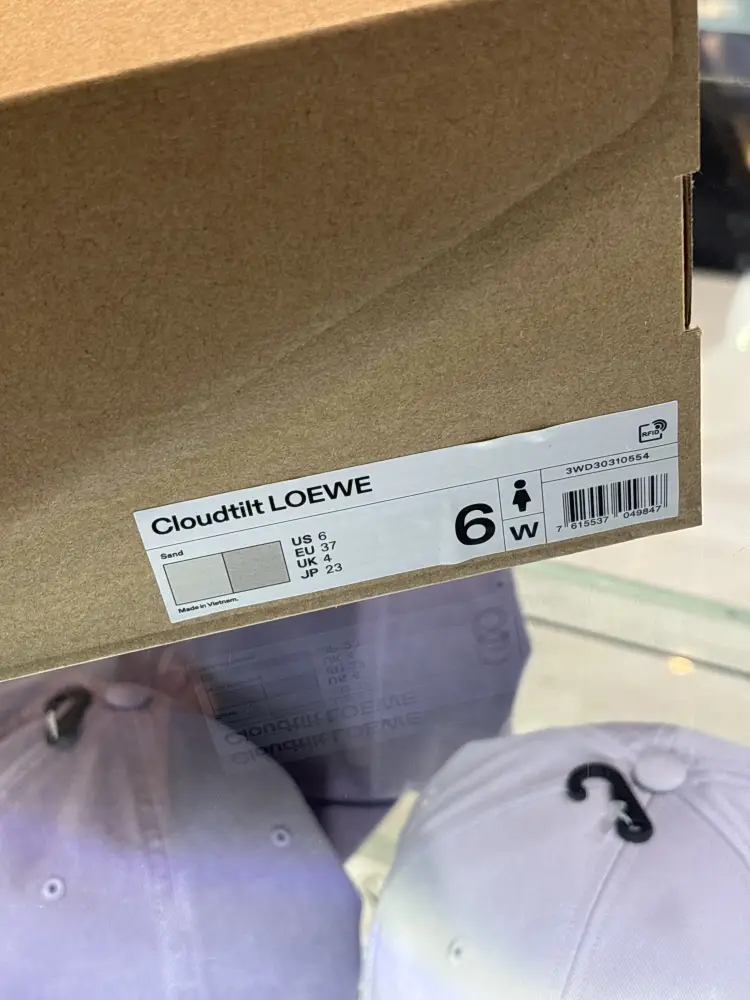 RFID
Cloudtilt LOEWE
3WD30310554
Sand
US 6
EU 37
UK 4
JP 23
6
W
7 615537 049847
Made in Vietnam.